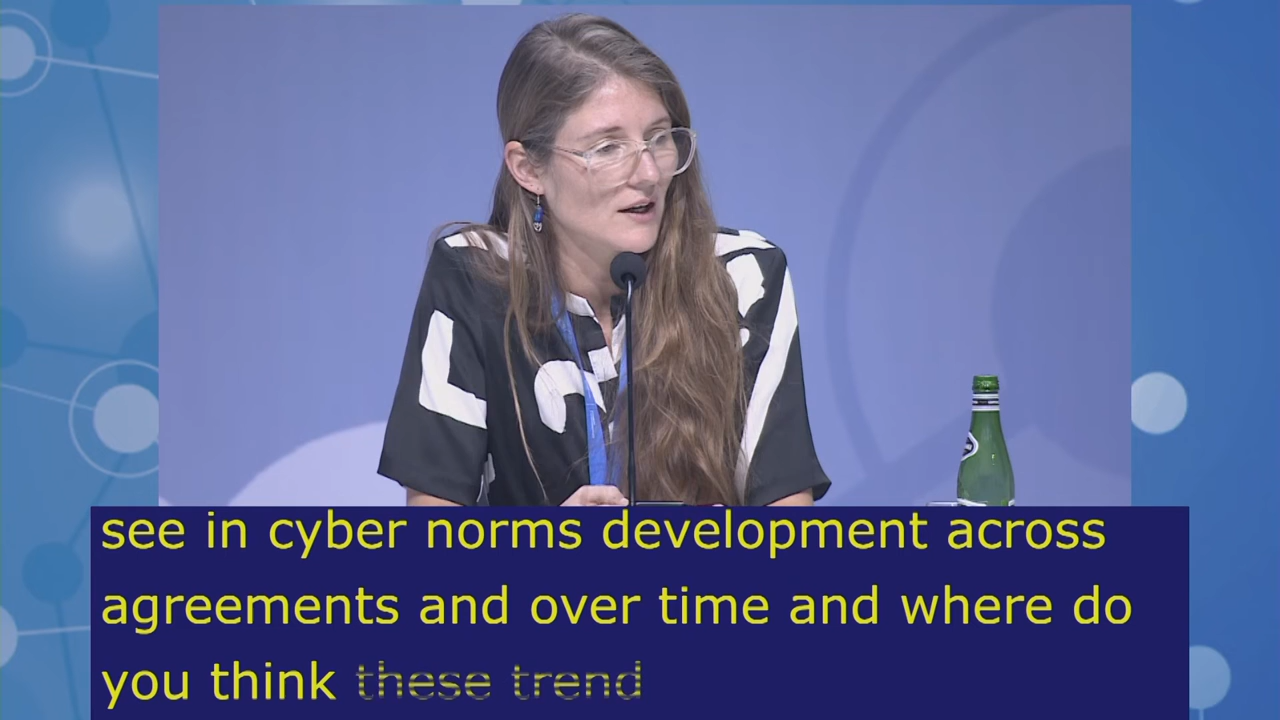 see in cyber norms development across
agreements and over time and where do
you think these trend